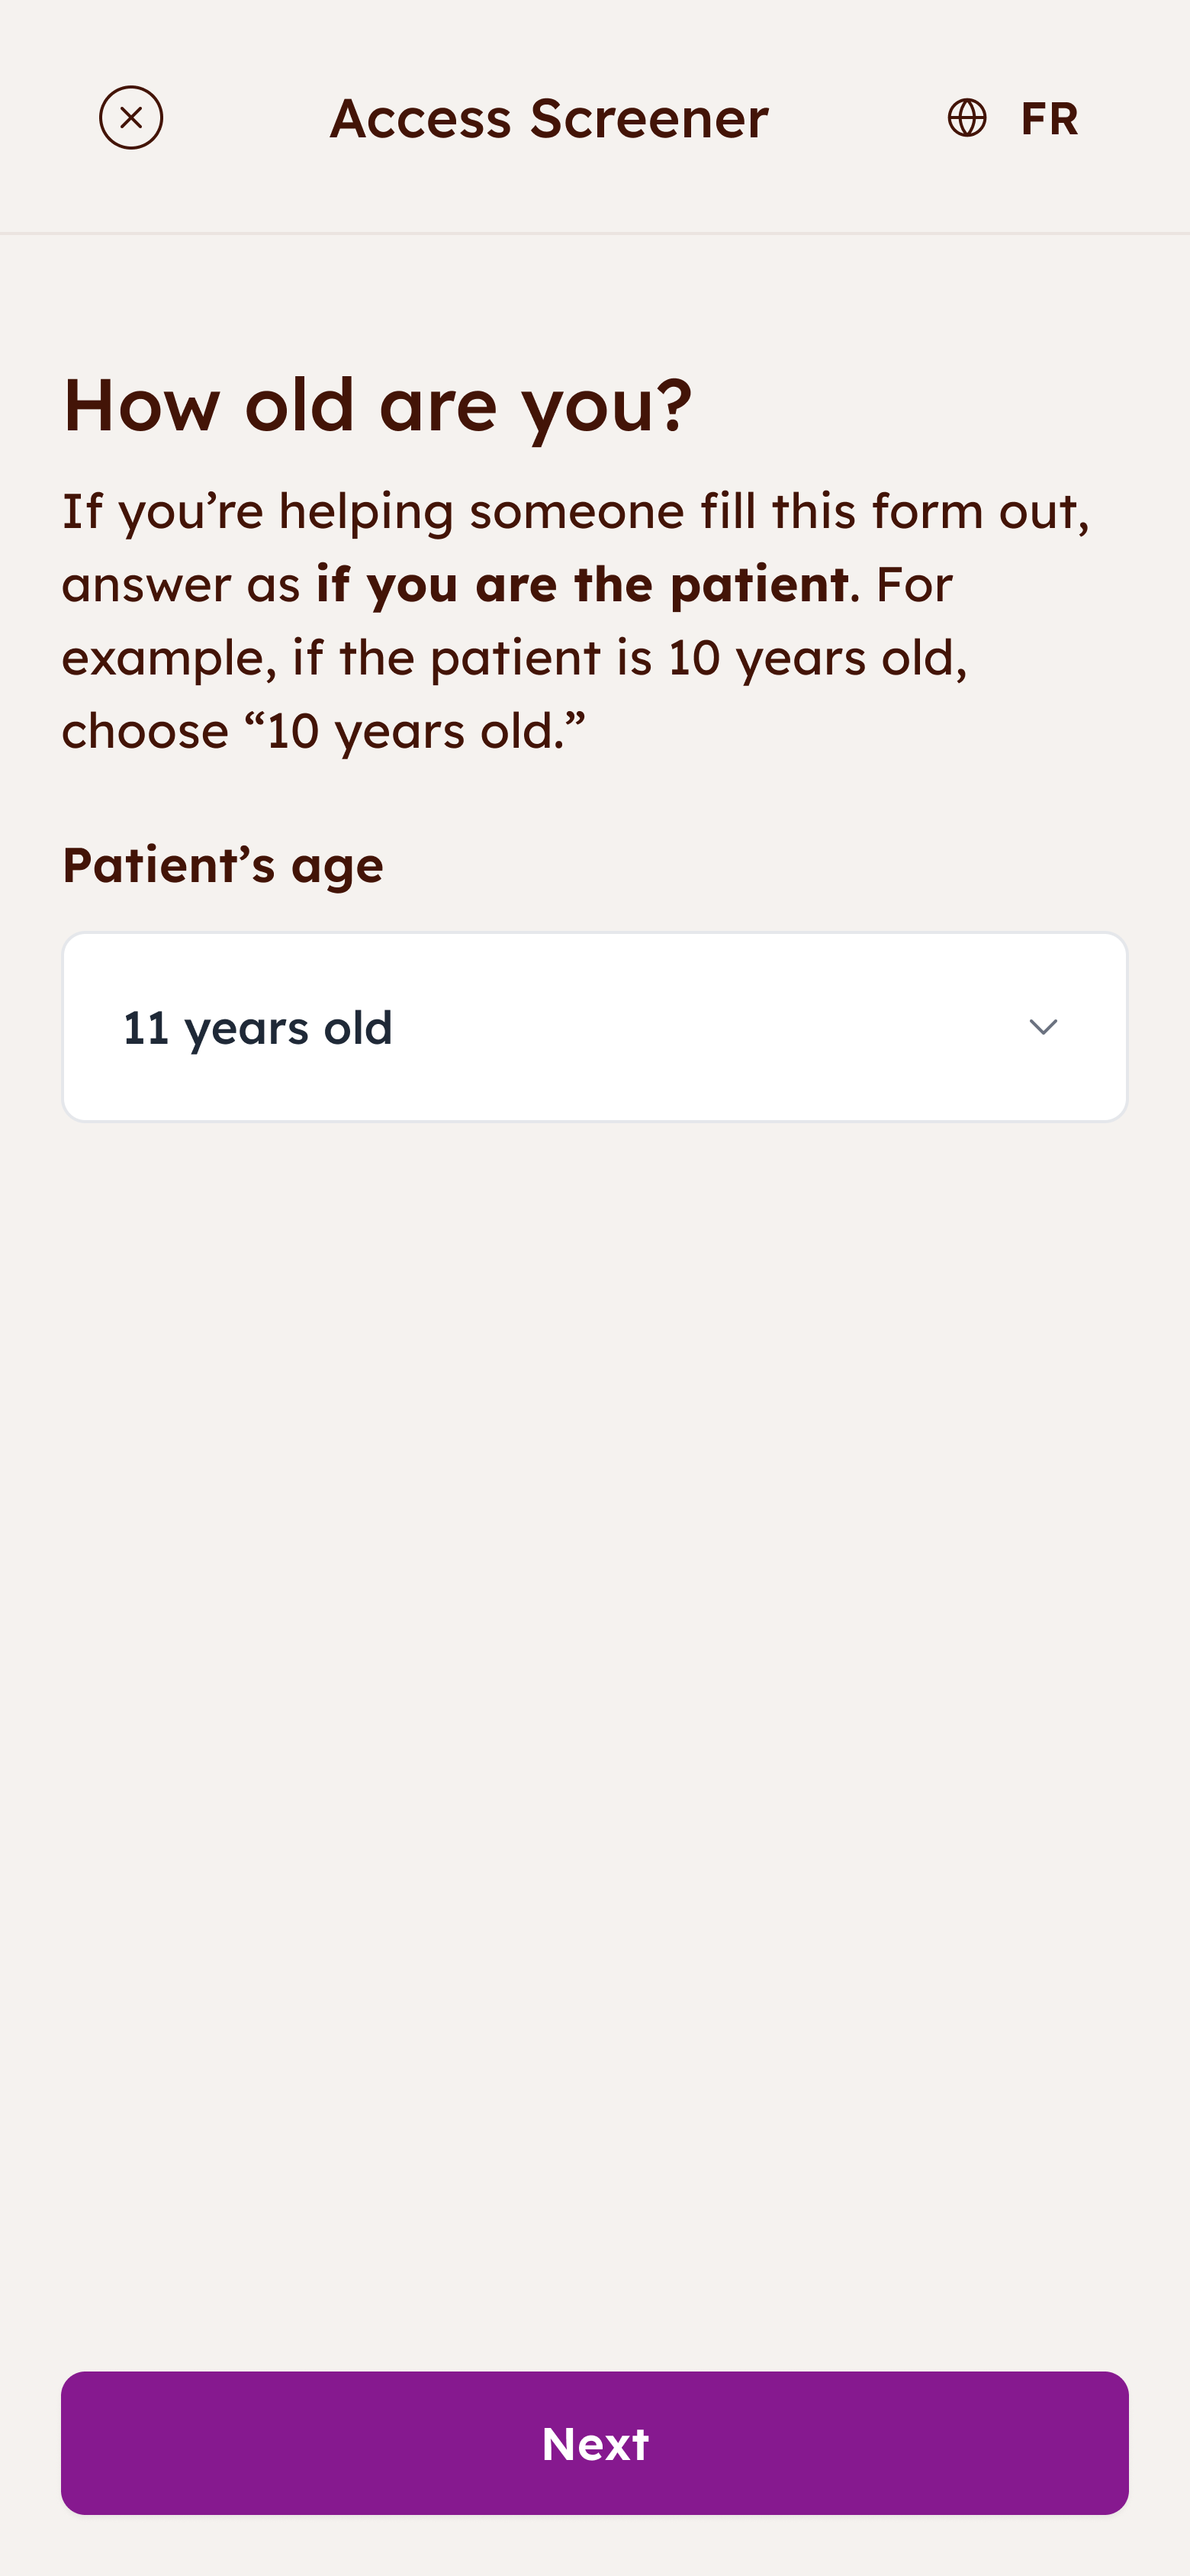 Access Screener
FR
How old are you?
If you’re helping someone fill this form out,
answer as if you are the patient. For
example, if the patient is 10 years old,
choose “10 years old.”
Patient’s age
11 years old
Next